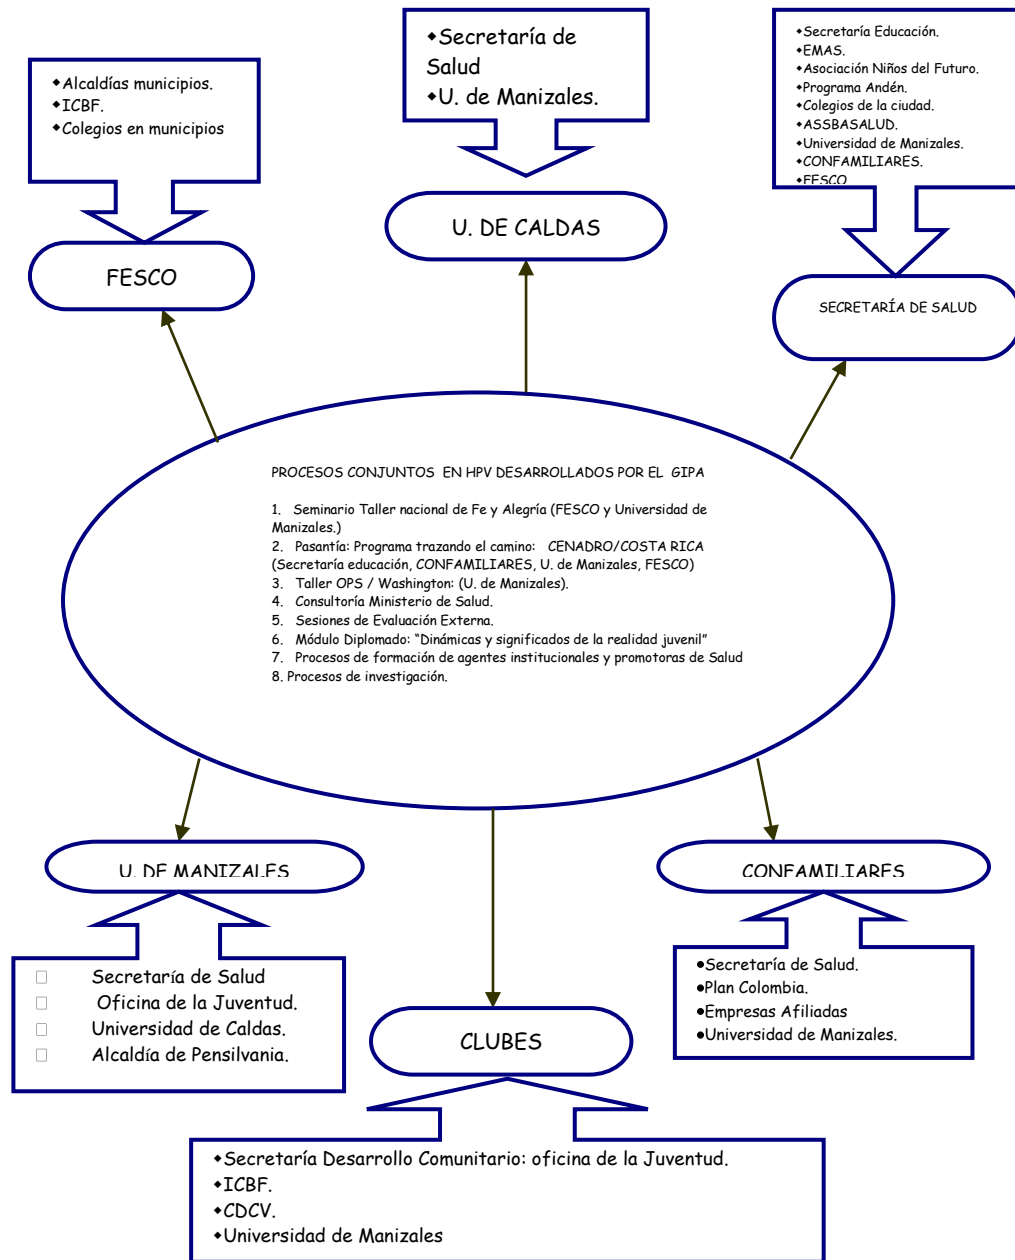 ◆Secretaría de
Salud
◆U. de Manizales.
◆Alcaldías municipios.
◆ICBF.
◆Colegios en municipios
◆Secretaría Educación.
◆EMAS.
◆Asociación Niños del Futuro.
◆Programa Andén.
◆Colegios de la ciudad.
◆ASSBASALUD.
◆Universidad de Manizales.
◆CONFAMILIARES.
◆FESCO
FESCO
U. DE CALDAS
SECRETARÍA DE SALUD
PROCESOS CONJUNTOS EN HPV DESARROLLADOS POR EL GIPA
1. Seminario Taller nacional de Fe y Alegría (FESCO y Universidad de
Manizales.)
2. Pasantía: Programa trazando el camino: CENADRO/COSTA RICA
(Secretaría educación, CONFAMILIARES, U. de Manizales, FESCO)
3. Taller OPS / Washington: (U. de Manizales).
4. Consultoría Ministerio de Salud.
5. Sesiones de Evaluación Externa.
6. Módulo Diplomado: “Dinámicas y significados de la realidad juvenil”
7. Procesos de formación de agentes institucionales y promotoras de Salud
8. Procesos de investigación.
U. DE MANIZALES
CONFAMILIARES
Secretaría de Salud
Oficina de la Juventud.
Universidad de Caldas.
Alcaldía de Pensilvania.
CLUBES
●Secretaría de Salud.
●Plan Colombia.
●Empresas Afiliadas
●Universidad de Manizales.
◆Secretaría Desarrollo Comunitario: oficina de la Juventud.
◆ICBF.
◆CDCV.
◆Universidad de Manizales